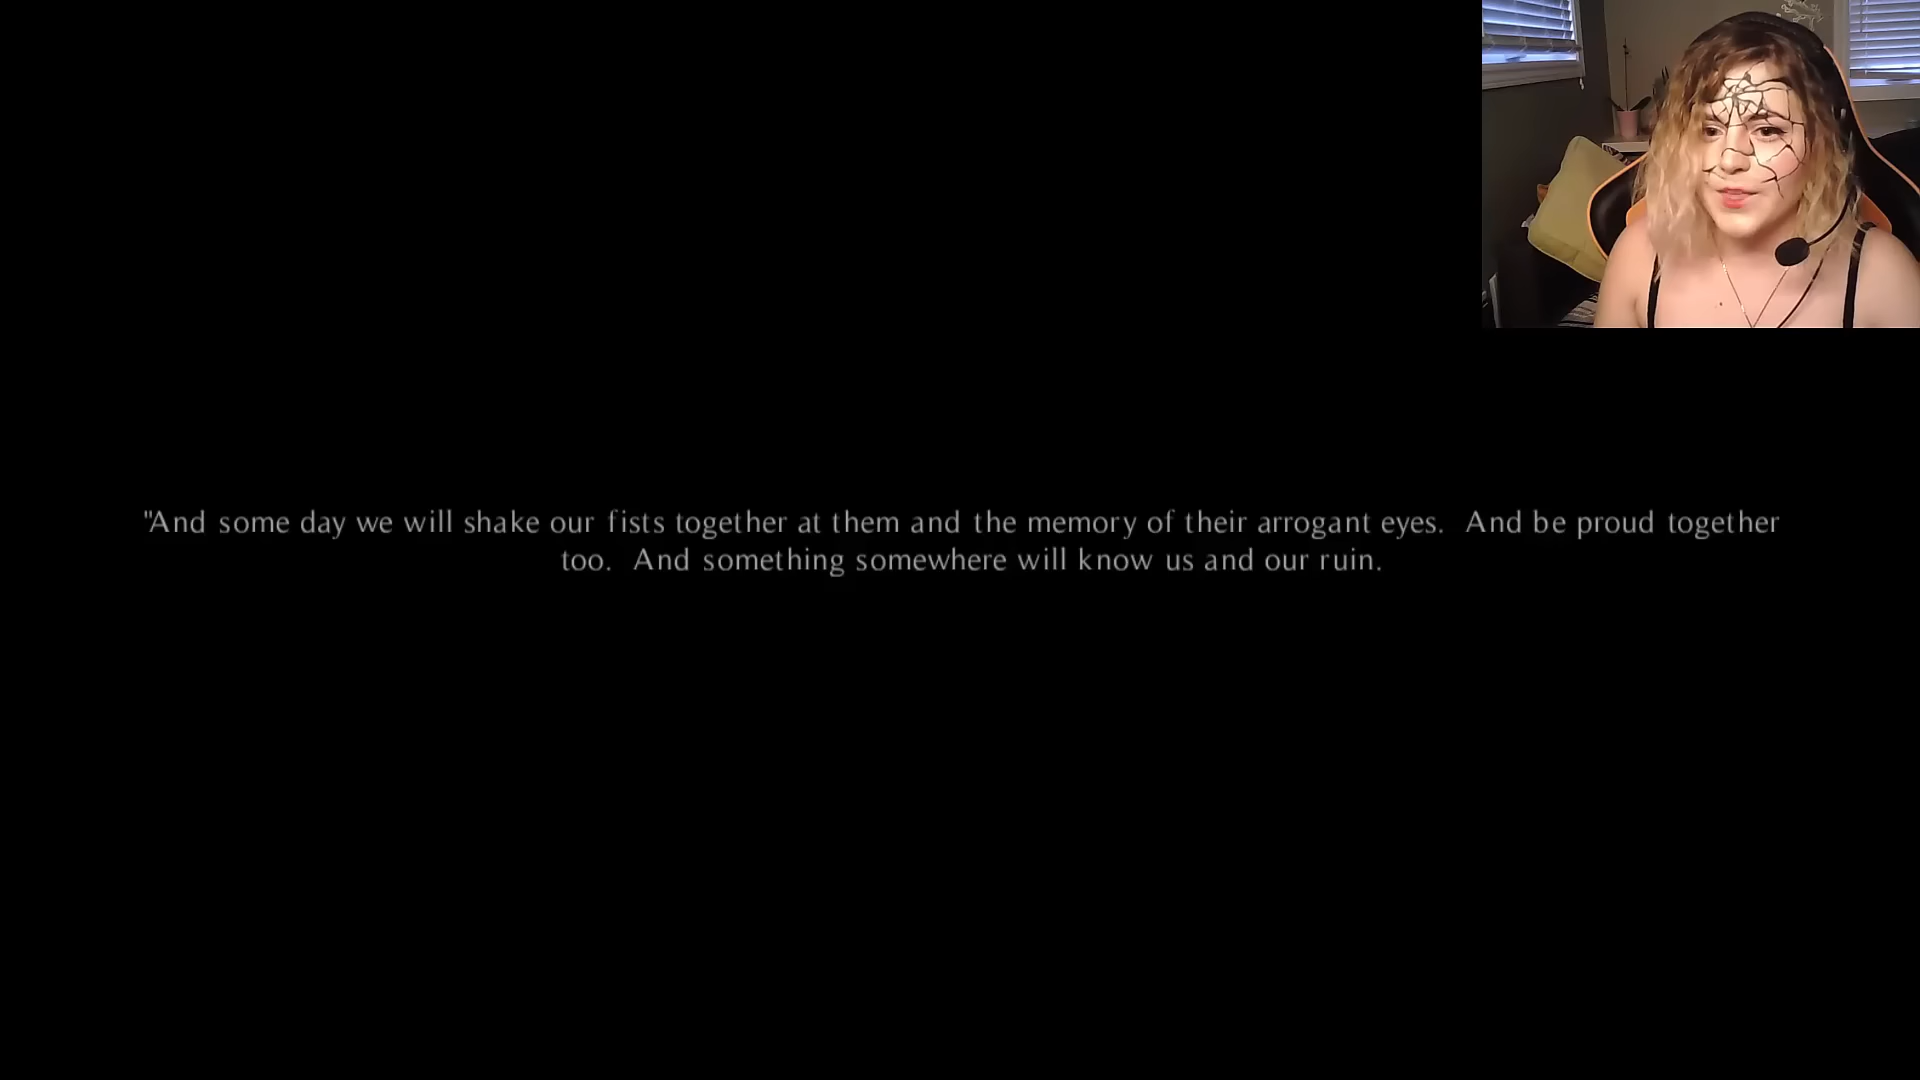 "And some day we will shake our fists together at them and the memory of their arrogant eyes.  And be proud together
too.  And something somewhere will know us and our ruin.